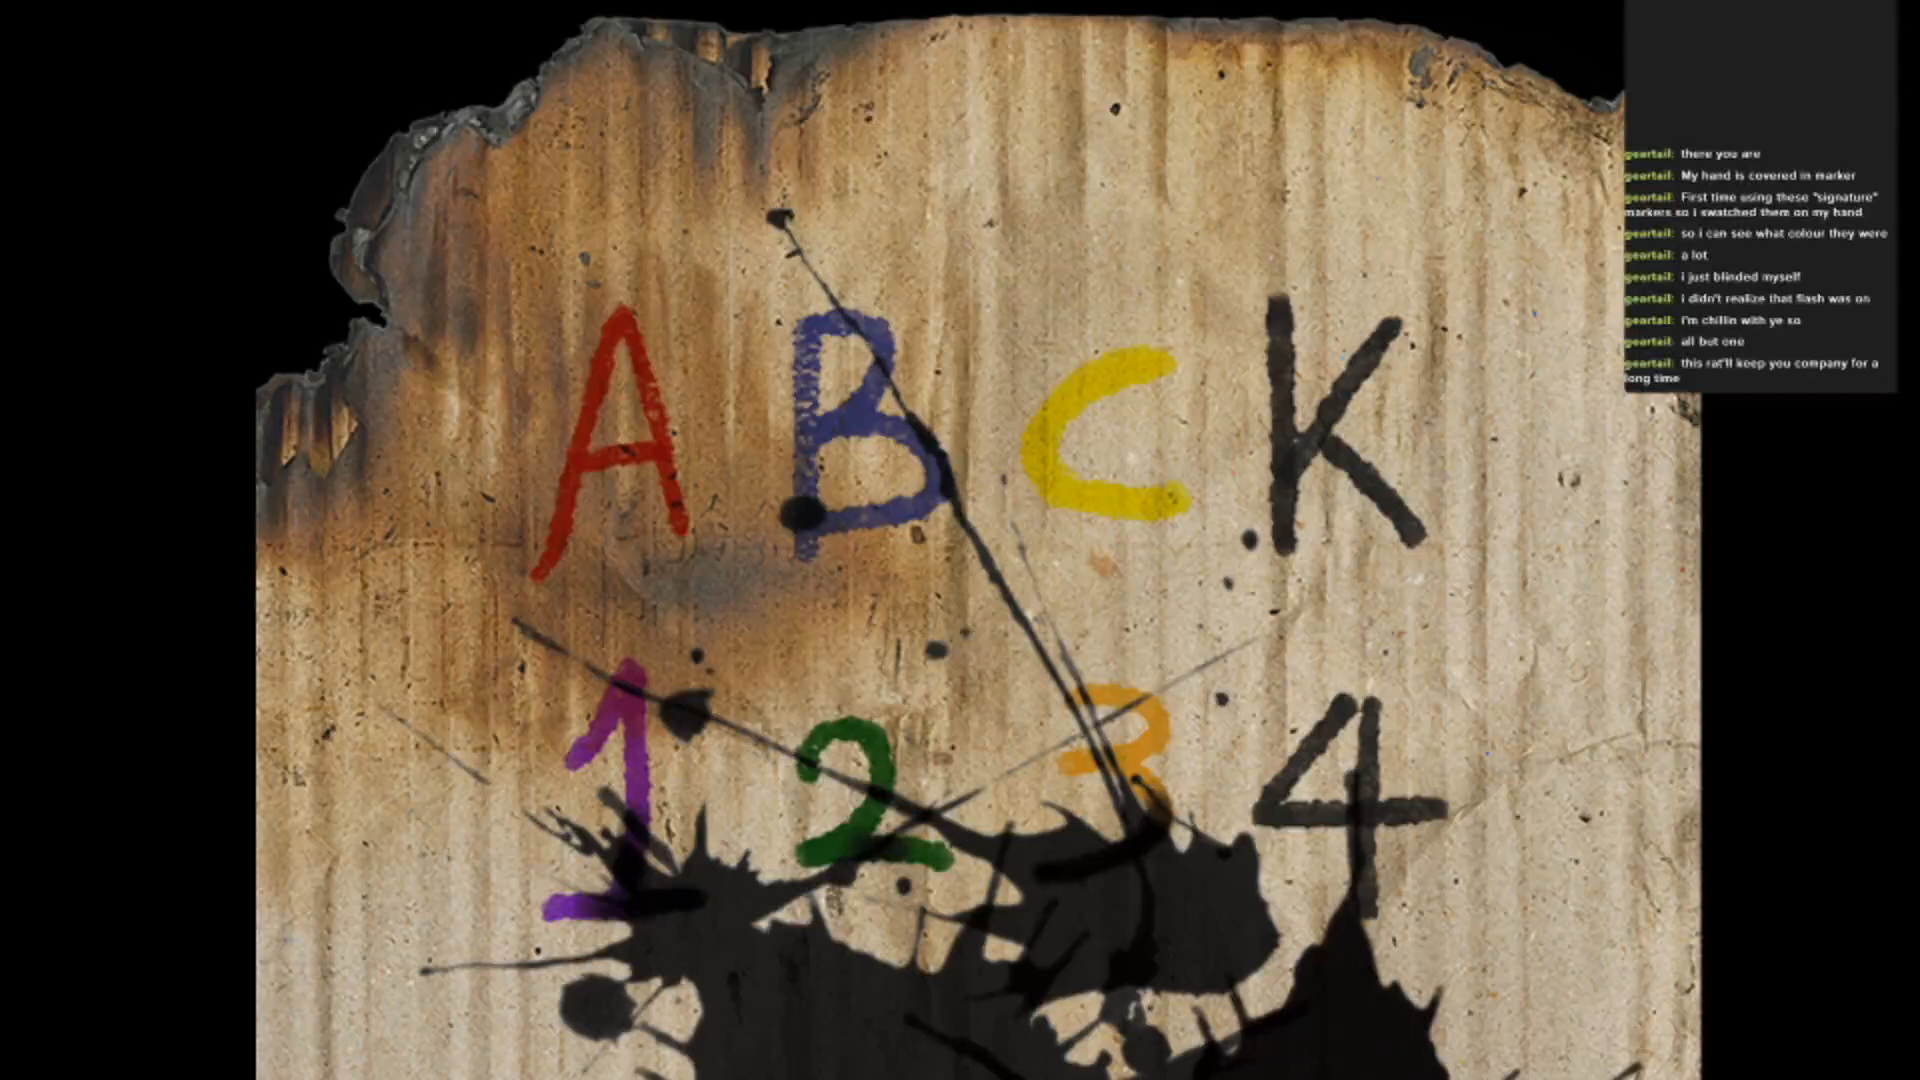 A B C K
1 2 3 4
geartail: there you are
geartail: My hand is covered in marker
geartail: First time using these "signature"
markers so i swatched them on my hand
geartail: so i can see what colour they were
geartail: a lot
geartail: i just blinded myself
geartail: i didn't realize that flash was on
geartail: i'm chillin with ye so
geartail: all but one
geartail: this rat'll keep you company for a
long time